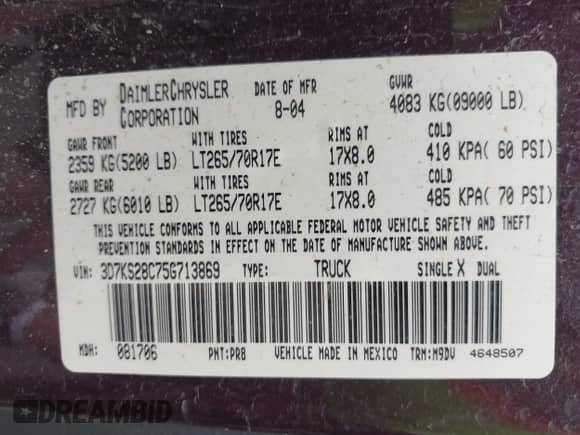 MFD BY DAIMLERCHRYSLER CORPORATION DATE OF MFR 8-04 GVWR 4083 KG(09000 LB)
GAWR FRONT WITH TIRES RIMS AT COLD
2359 KG(5200 LB) LT265/70R17E 17X8.0 410 KPA( 60 PSI)
GAWR REAR WITH TIRES RIMS AT COLD
2727 KG(6010 LB) LT265/70R17E 17X8.0 485 KPA( 70 PSI)
THIS VEHICLE CONFORMS TO ALL APPLICABLE FEDERAL MOTOR VEHICLE SAFETY AND THEFT
PREVENTION STANDARDS IN EFFECT ON THE DATE OF MANUFACTURE SHOWN ABOVE.
VIN: 3D7KS28C75G713869 TYPE: TRUCK SINGLE X DUAL
MDH: 081706 PNT:PRB VEHICLE MADE IN MEXICO TRM:M9DV 4648507
DREAMBID